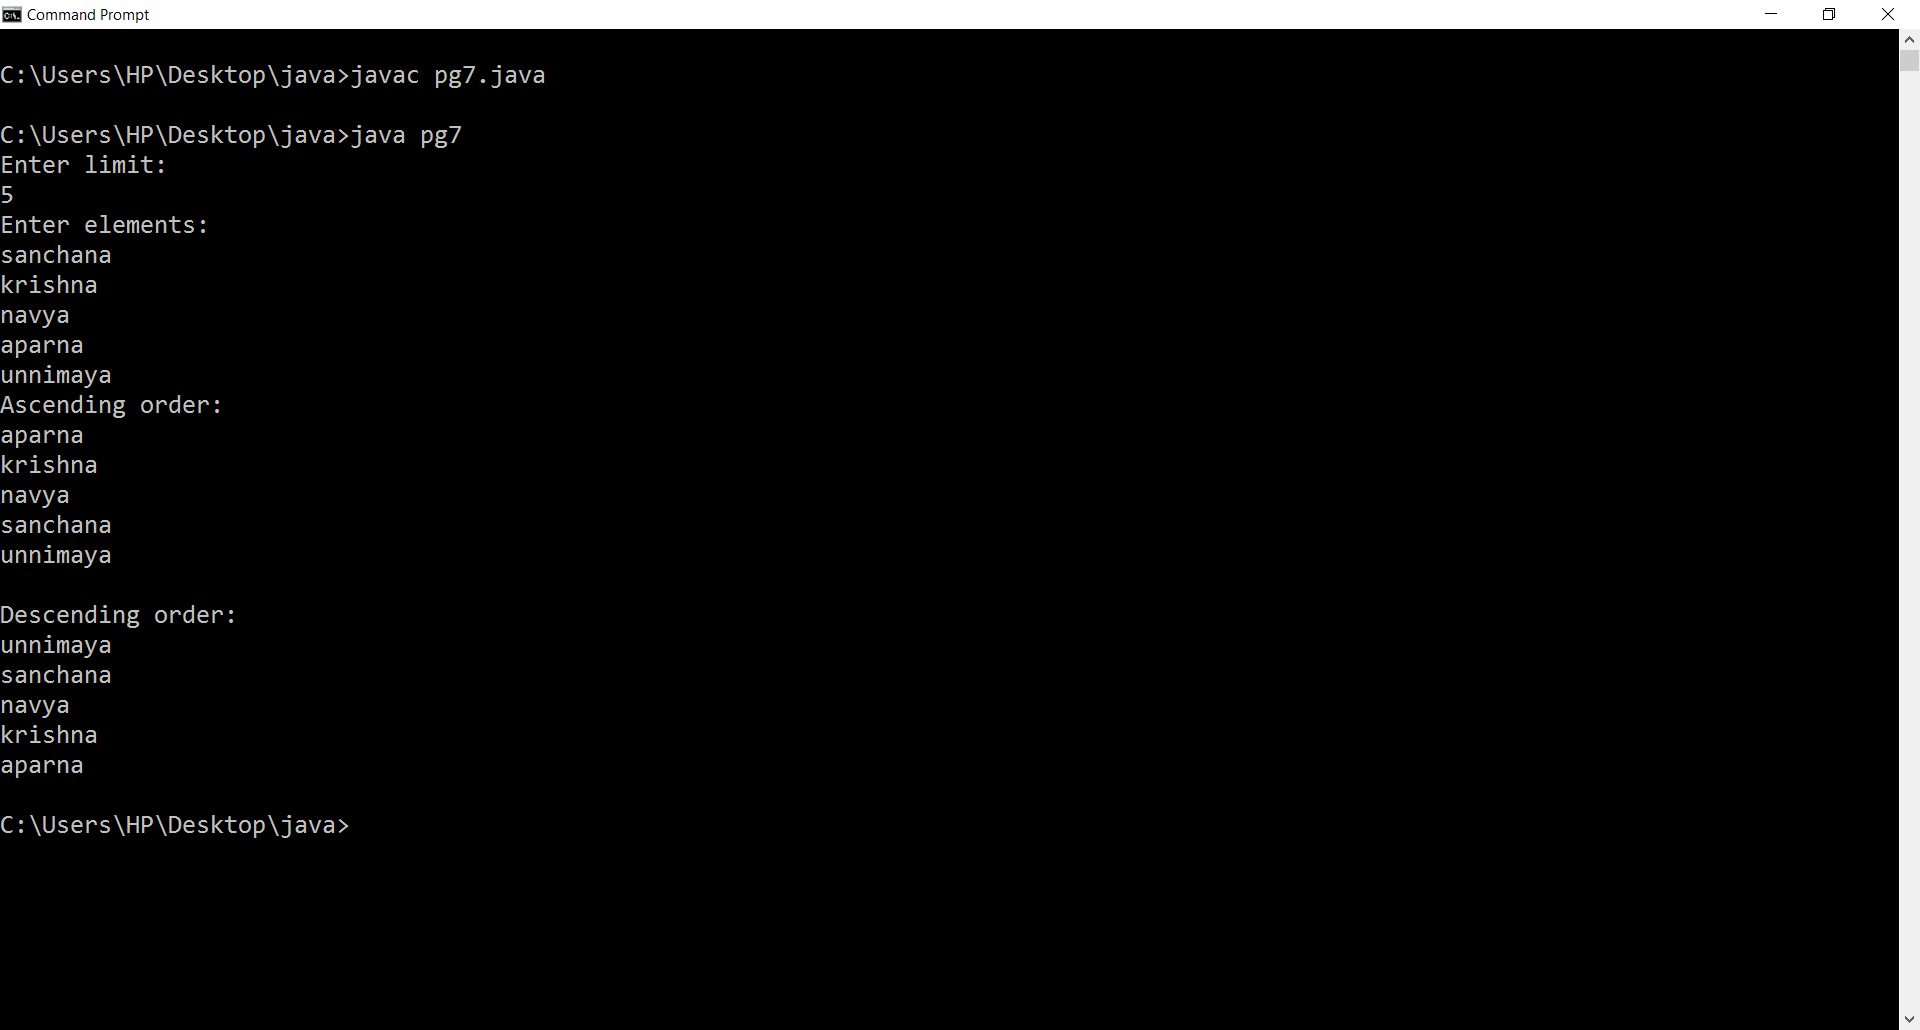 Command Prompt
C:\Users\HP\Desktop\java>javac pg7.java
C:\Users\HP\Desktop\java>java pg7
Enter limit:
5
Enter elements:
sanchana
krishna
navya
aparna
unnimaya
Ascending order:
aparna
krishna
navya
sanchana
unnimaya
Descending order:
unnimaya
sanchana
navya
krishna
aparna
C:\Users\HP\Desktop\java>